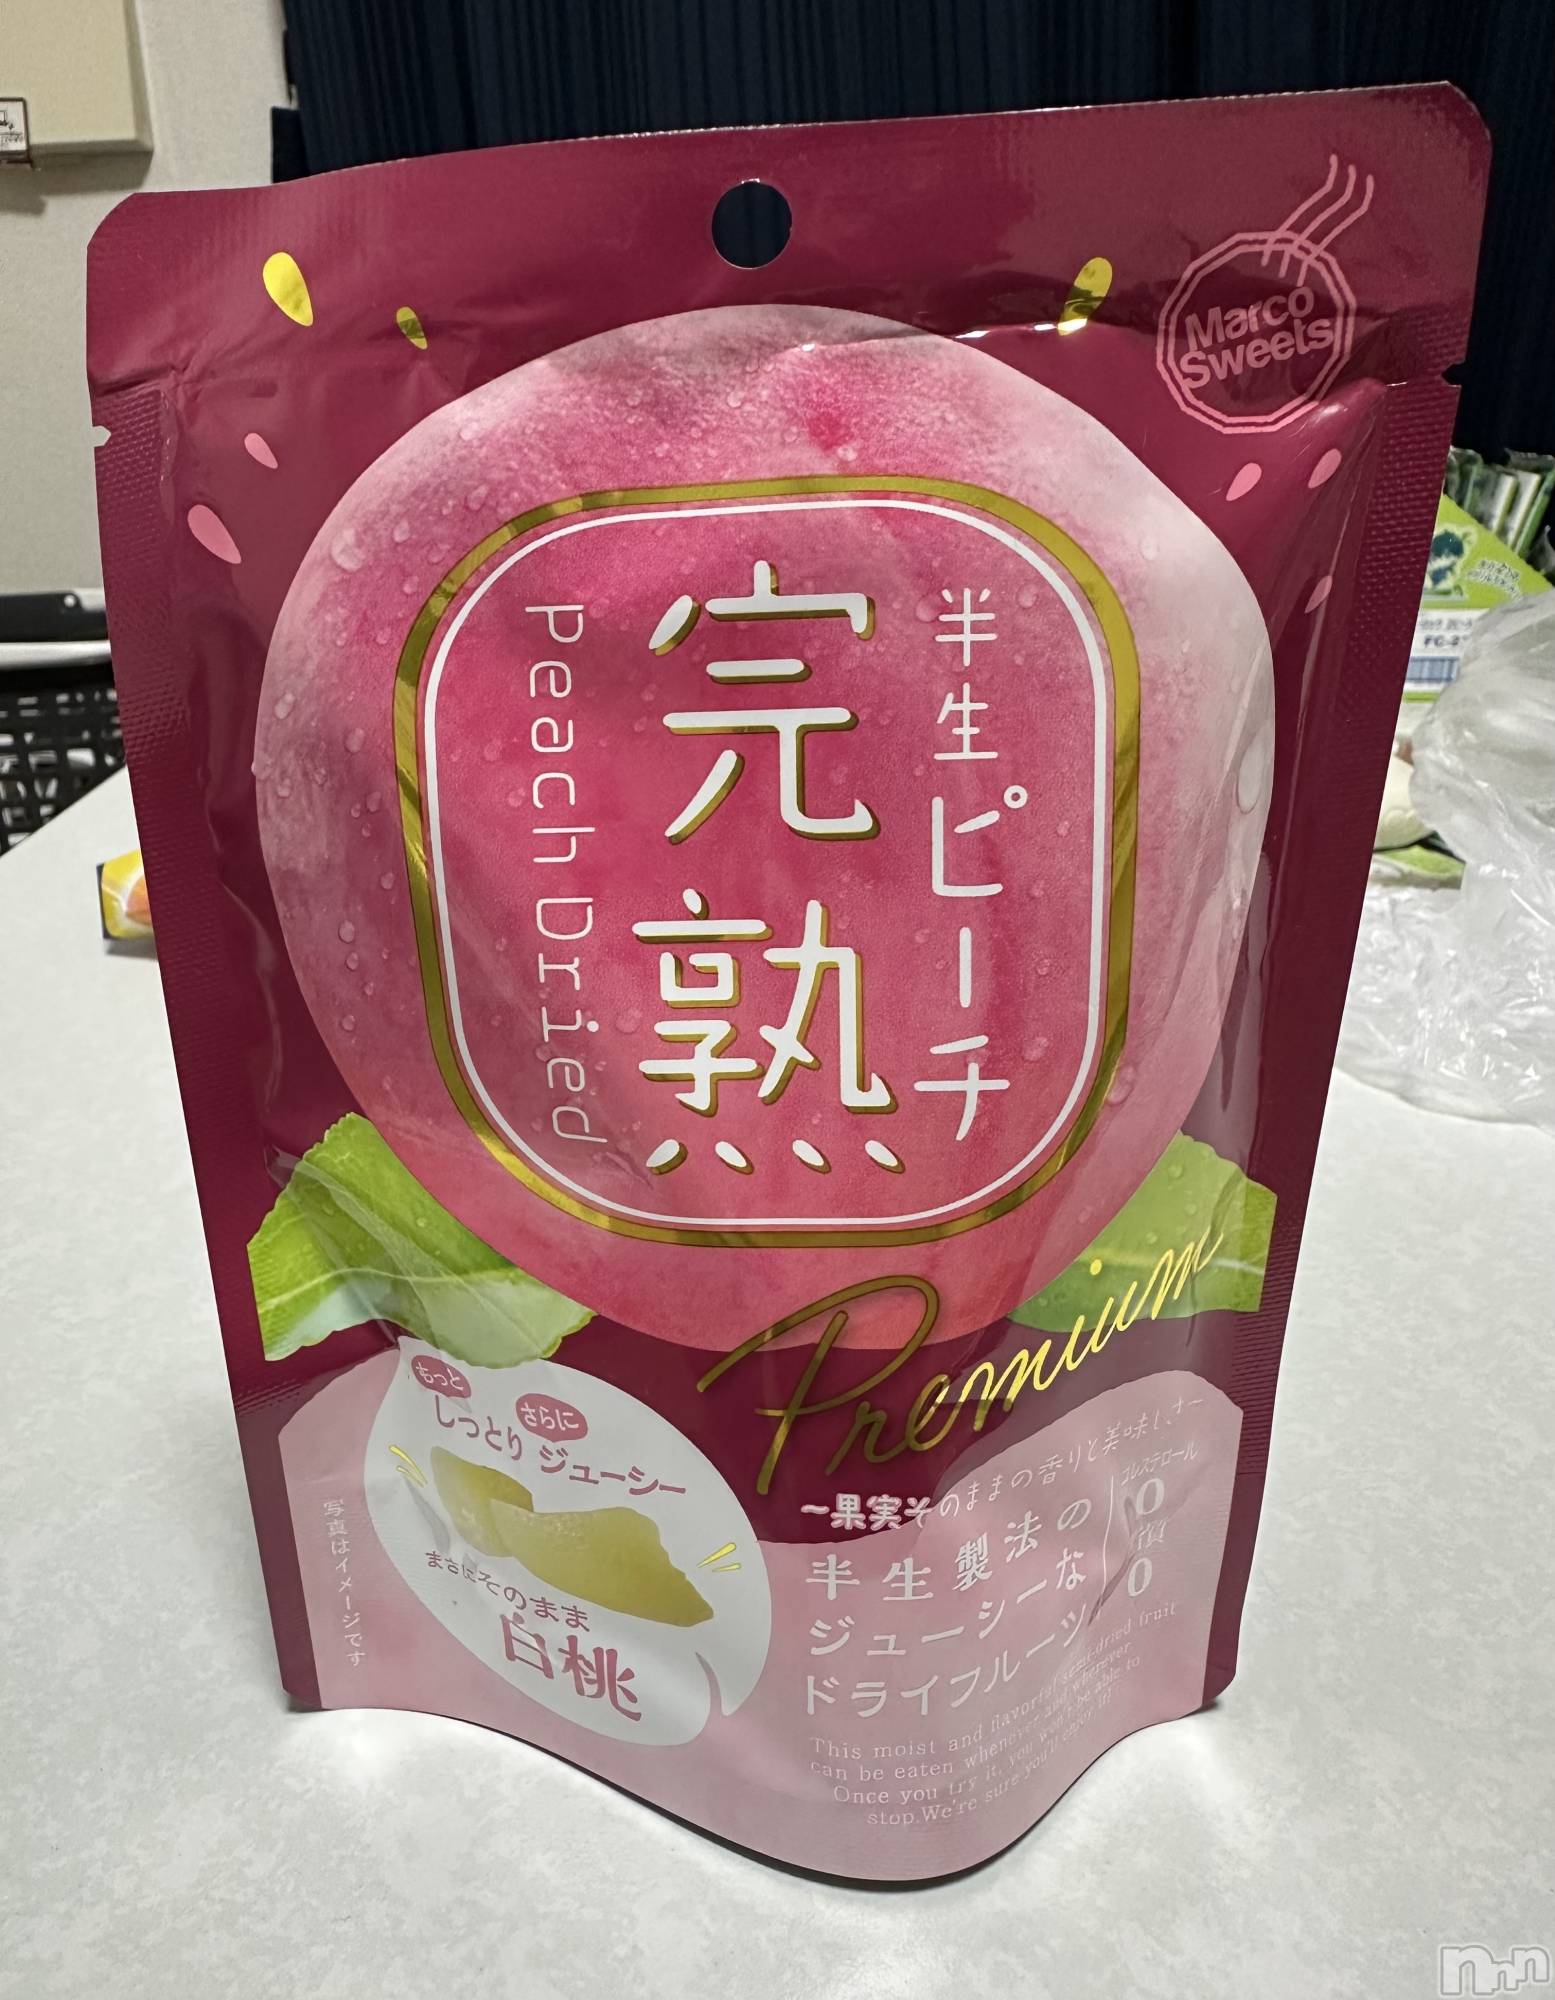 Marco
Sweets
半生ピーチ
完熟
Peach Dried
Premium
〜果実そのままの香りと美味しさ〜
半生製法の
ジューシーな
ドライフルーツ
コレステロール
0
0
もっと
しっとり
さらに
ジューシー
まさにそのまま
白桃
写真はイメージです
This moist and flavorful semi-dried fruit
can be eaten whenever and wherever.
Once you try it, you won't be able to
stop. We're sure you'll enjoy it!
FC-2
nnn